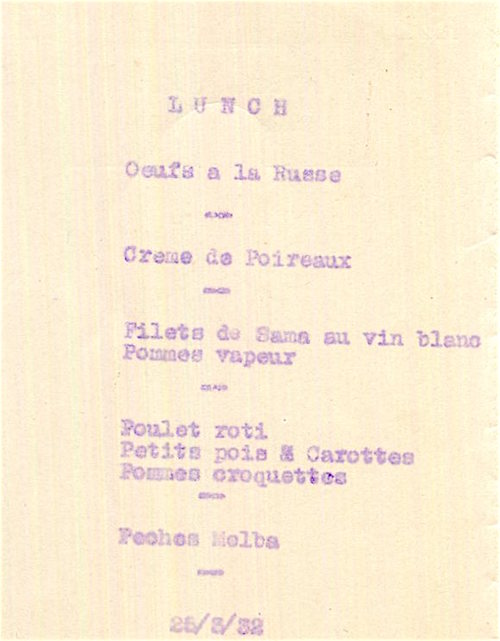 L U N C H
Oeufs a la Russe
Creme de Poireaux
Filets de Sama au vin blanc
Pommes vapeur
Poulet roti
Petits pois & Carottes
Pommes croquettes
Peches Melba
25/3/32